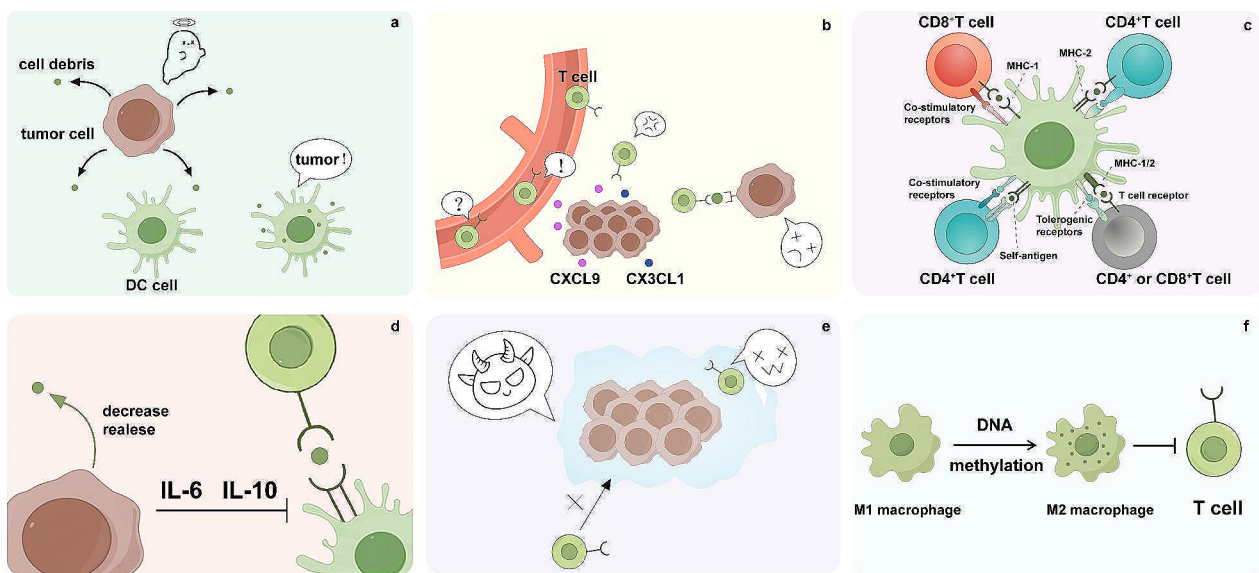 a
cell debris
tumor cell
tumor!
DC cell
b
T cell
!
?
CXCL9
CX3CL1
c
CD8⁺T cell
CD4⁺T cell
MHC-1
MHC-2
Co-stimulatory
receptors
MHC-1/2
Co-stimulatory
receptors
T cell receptor
Tolerogenic
receptors
Self-antigen
CD4⁺T cell
CD4⁺ or CD8⁺T cell
d
decrease
realese
IL-6 IL-10
e
f
DNA
methylation
M1 macrophage
M2 macrophage
T cell